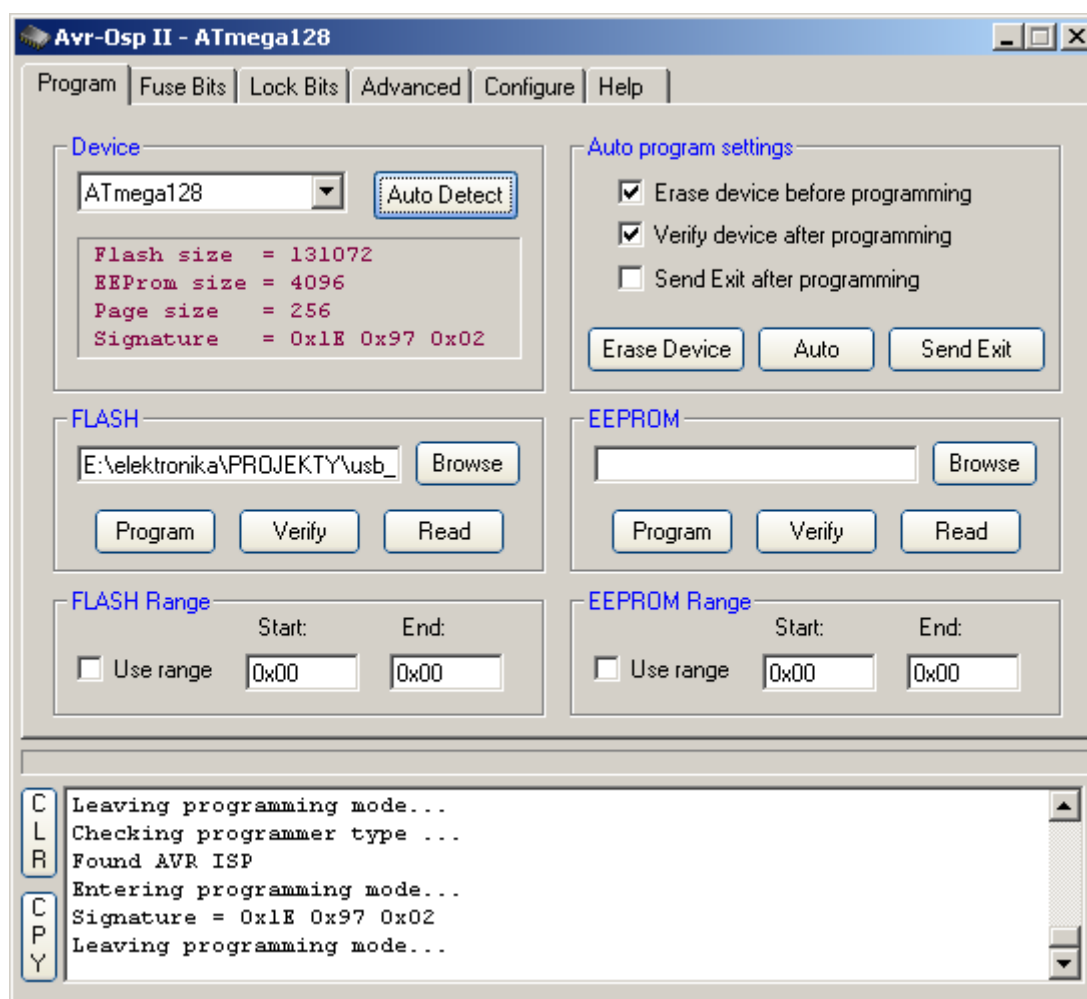 Avr-Osp II - ATmega128
Program Fuse Bits Lock Bits Advanced Configure Help
Device
ATmega128 Auto Detect
Flash size = 131072
EEProm size = 4096
Page size = 256
Signature = 0x1E 0x97 0x02
Auto program settings
Erase device before programming
Verify device after programming
Send Exit after programming
Erase Device Auto Send Exit
FLASH
E:\elektronika\PROJEKTY\usb_ Browse
Program Verify Read
EEPROM
Browse
Program Verify Read
FLASH Range
Start: End:
Use range 0x00 0x00
EEPROM Range
Start: End:
Use range 0x00 0x00
CLR
CPY
Leaving programming mode...
Checking programmer type ...
Found AVR ISP
Entering programming mode...
Signature = 0x1E 0x97 0x02
Leaving programming mode...